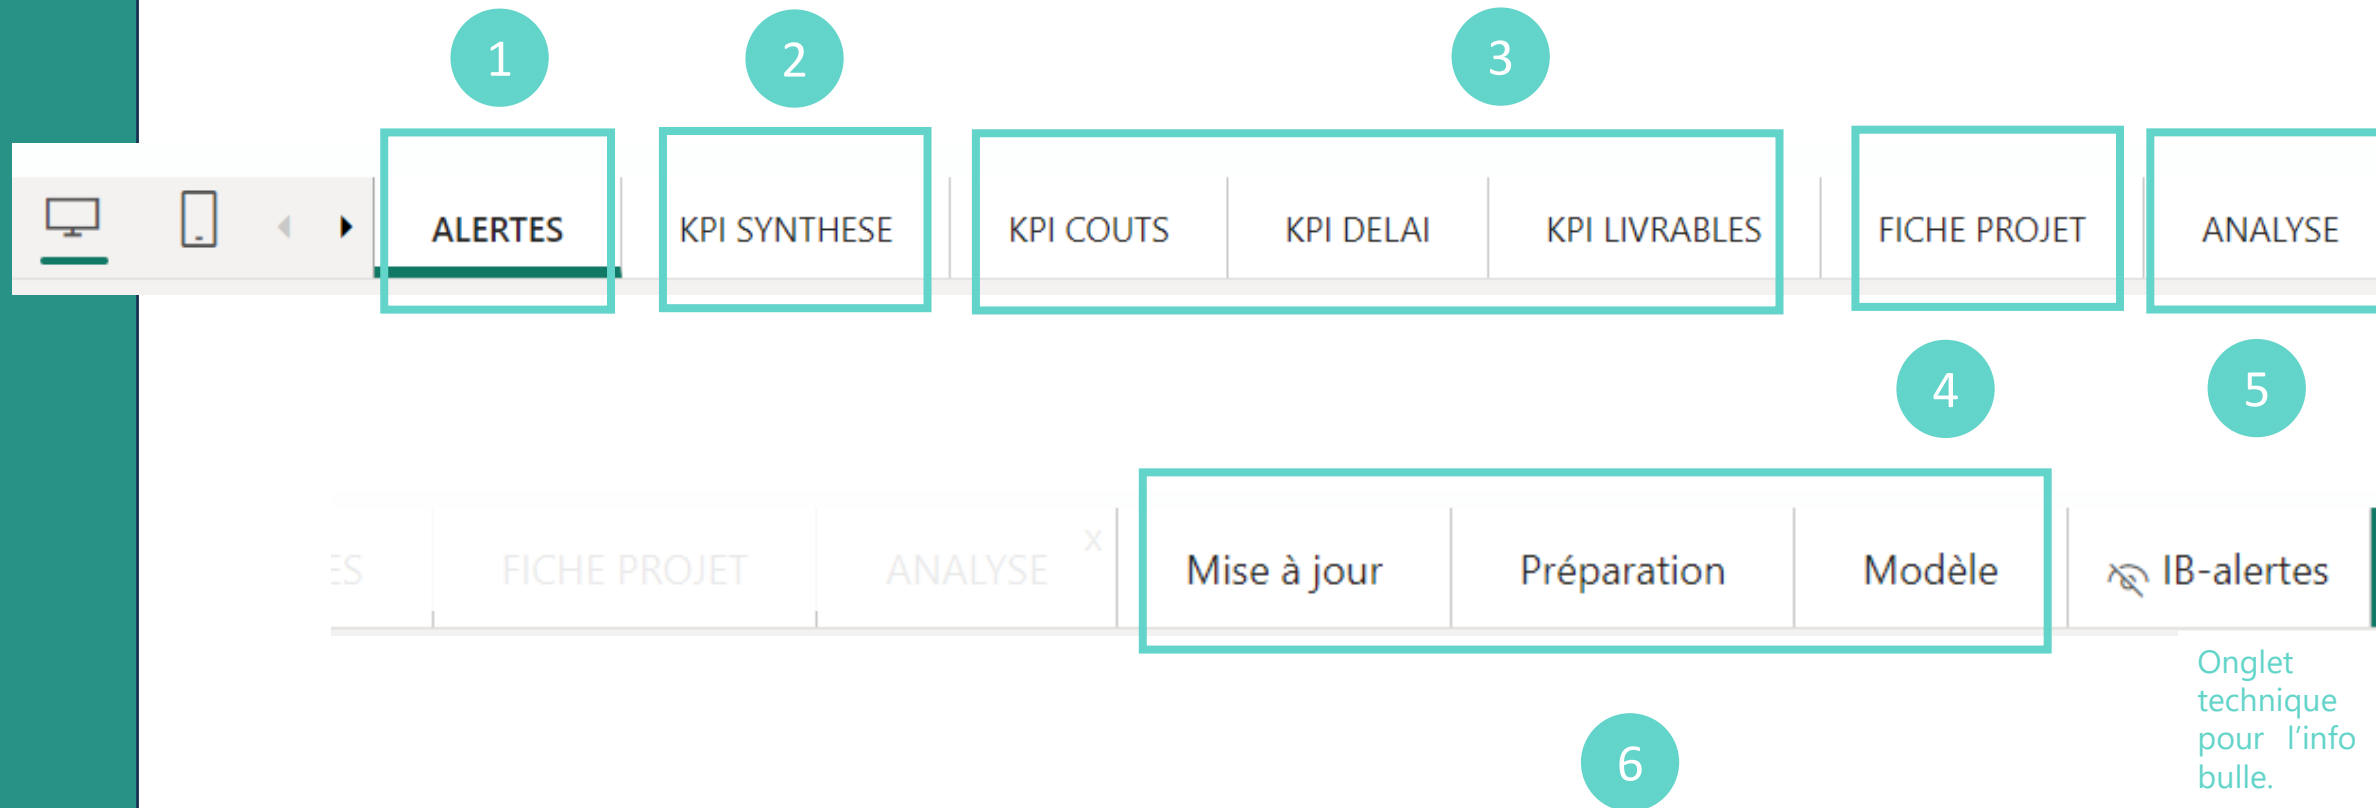 1 2 3
ALERTES KPI SYNTHESE KPI COUTS KPI DELAI KPI LIVRABLES FICHE PROJET ANALYSE
4 5
ES FICHE PROJET ANALYSE x Mise à jour Préparation Modèle IB-alertes
Onglet
technique
pour l'info
bulle.
6